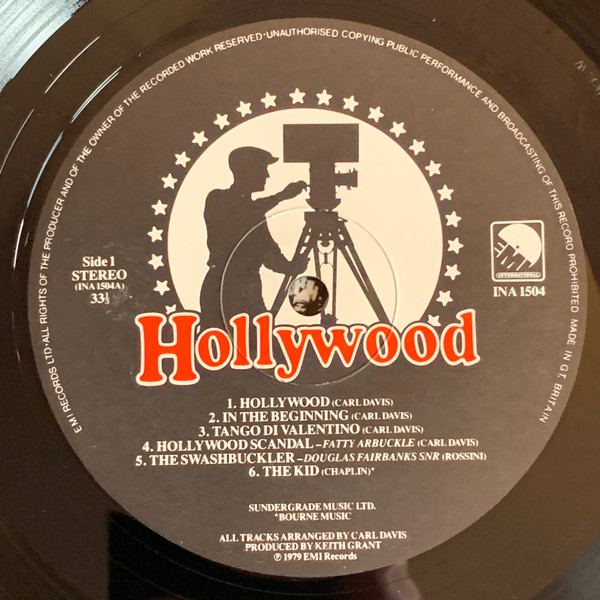 EMI RECORDS LTD·ALL RIGHTS OF THE PRODUCER AND OF THE OWNER OF THE RECORDED WORK RESERVED·UNAUTHORISED COPYING PUBLIC PERFORMANCE AND BROADCASTING OF THIS RECORD PROHIBITED MADE IN GT. BRITAIN
Side 1
STEREO
(INA 1504A)
33⅓
EMI
INTERNATIONAL
INA 1504
Hollywood
1. HOLLYWOOD (CARL DAVIS)
2. IN THE BEGINNING (CARL DAVIS)
3. TANGO DI VALENTINO (CARL DAVIS)
4. HOLLYWOOD SCANDAL –FATTY ARBUCKLE (CARL DAVIS)
5. THE SWASHBUCKLER –DOUGLAS FAIRBANKS SNR (ROSSINI)
6. THE KID (CHAPLIN)*
SUNDERGRADE MUSIC LTD.
*BOURNE MUSIC
ALL TRACKS ARRANGED BY CARL DAVIS
PRODUCED BY KEITH GRANT
℗ 1979 EMI Records